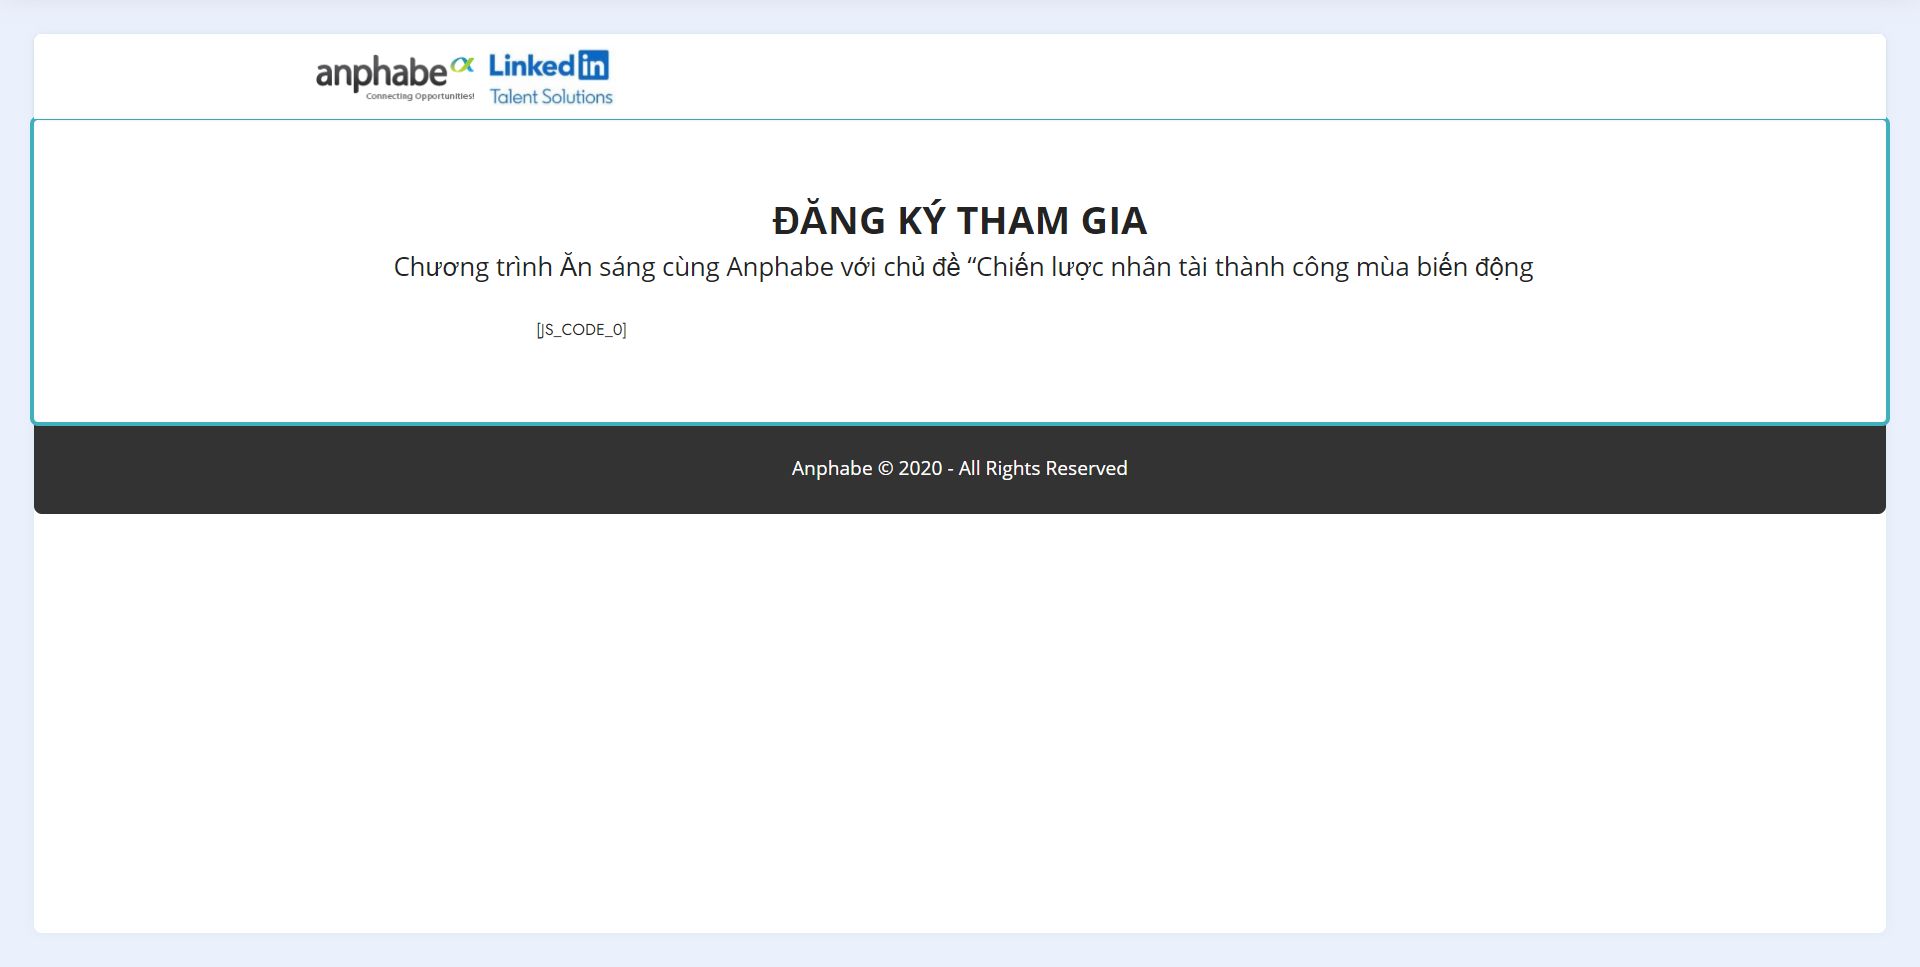 anphabe
Connecting Opportunities!
Linked in
Talent Solutions
ĐĂNG KÝ THAM GIA
Chương trình Ăn sáng cùng Anphabe với chủ đề “Chiến lược nhân tài thành công mùa biến động
[JS_CODE_0]
Anphabe © 2020 - All Rights Reserved